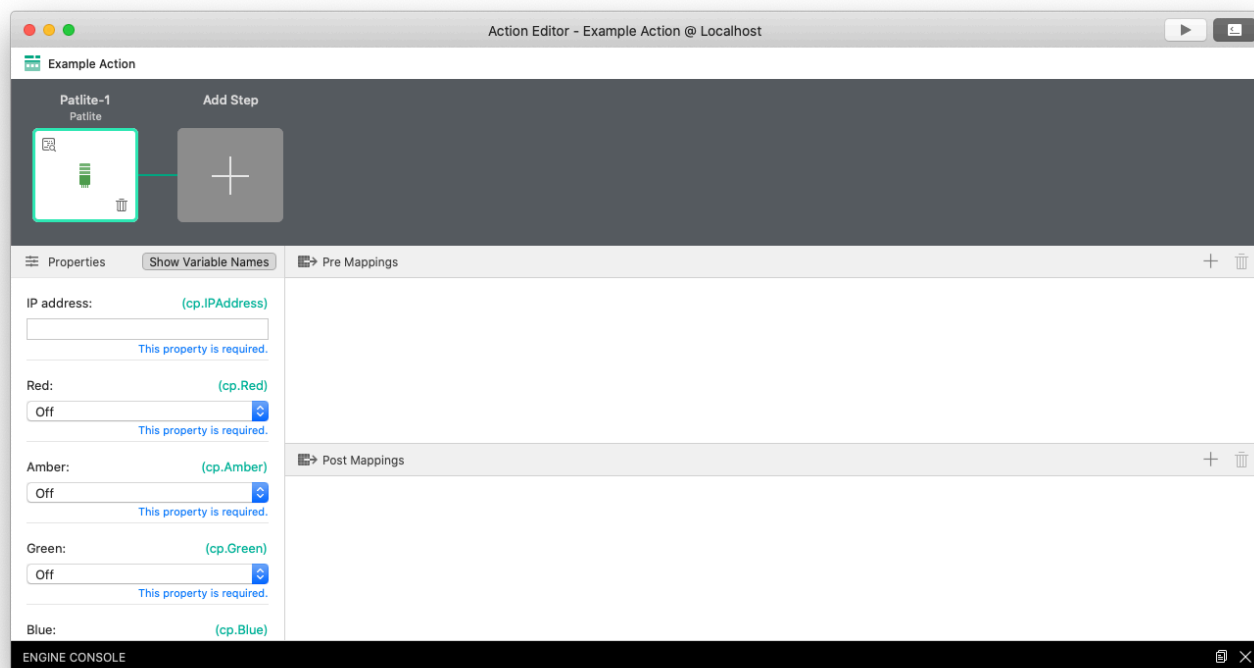 Action Editor - Example Action @ Localhost
Example Action
Patlite-1
Patlite
Add Step
Properties
Show Variable Names
Pre Mappings
IP address:
(cp.IPAddress)
This property is required.
Red:
(cp.Red)
Off
This property is required.
Amber:
(cp.Amber)
Off
This property is required.
Green:
(cp.Green)
Off
This property is required.
Blue:
(cp.Blue)
Post Mappings
ENGINE CONSOLE